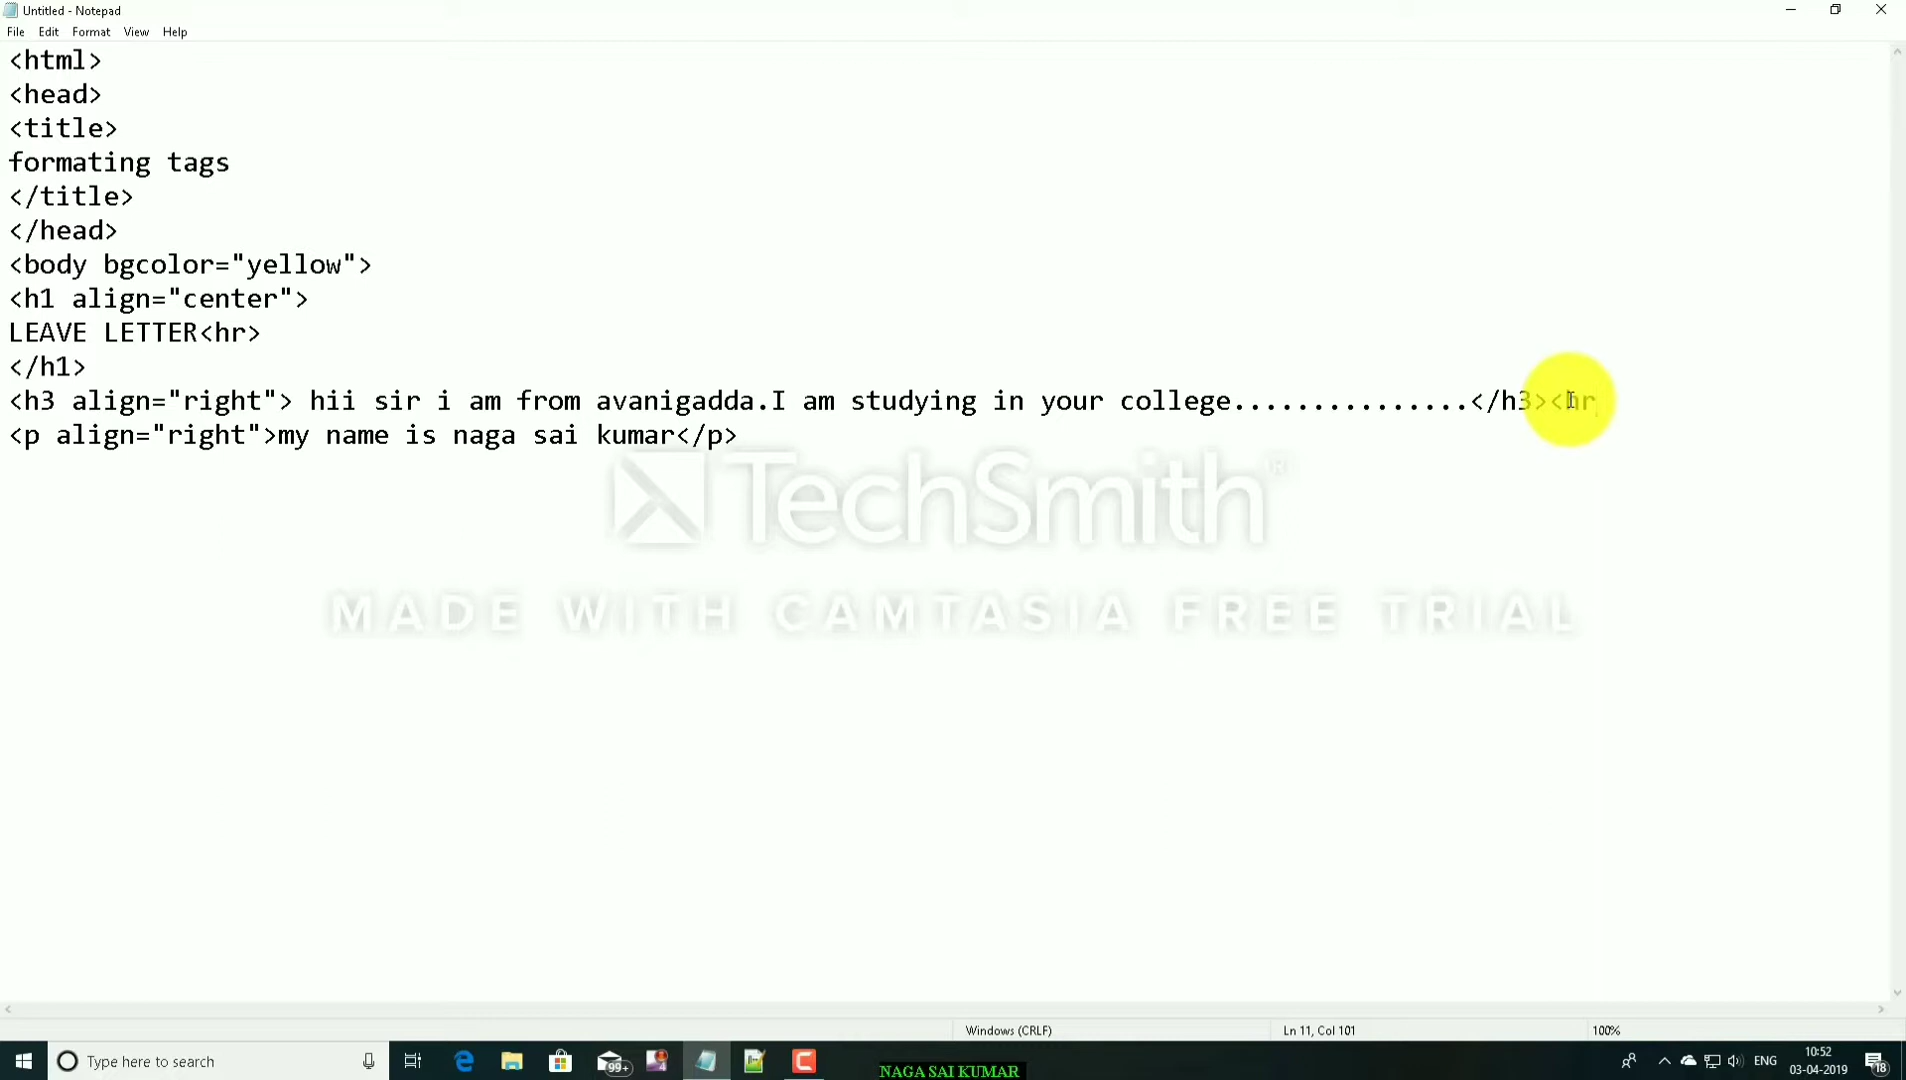 Untitled - Notepad
File Edit Format View Help
<html>
<head>
<title>
formating tags
</title>
</head>
<body bgcolor="yellow">
<h1 align="center">
LEAVE LETTER<hr>
</h1>
<h3 align="right"> hii sir i am from avanigadda.I am studying in your college...............</h3><hr
<p align="right">my name is naga sai kumar</p>
TechSmith®
MADE WITH CAMTASIA FREE TRIAL
Windows (CRLF) Ln 11, Col 101 100%
Type here to search 99+ NAGA SAI KUMAR ENG 10:52 18
03-04-2019